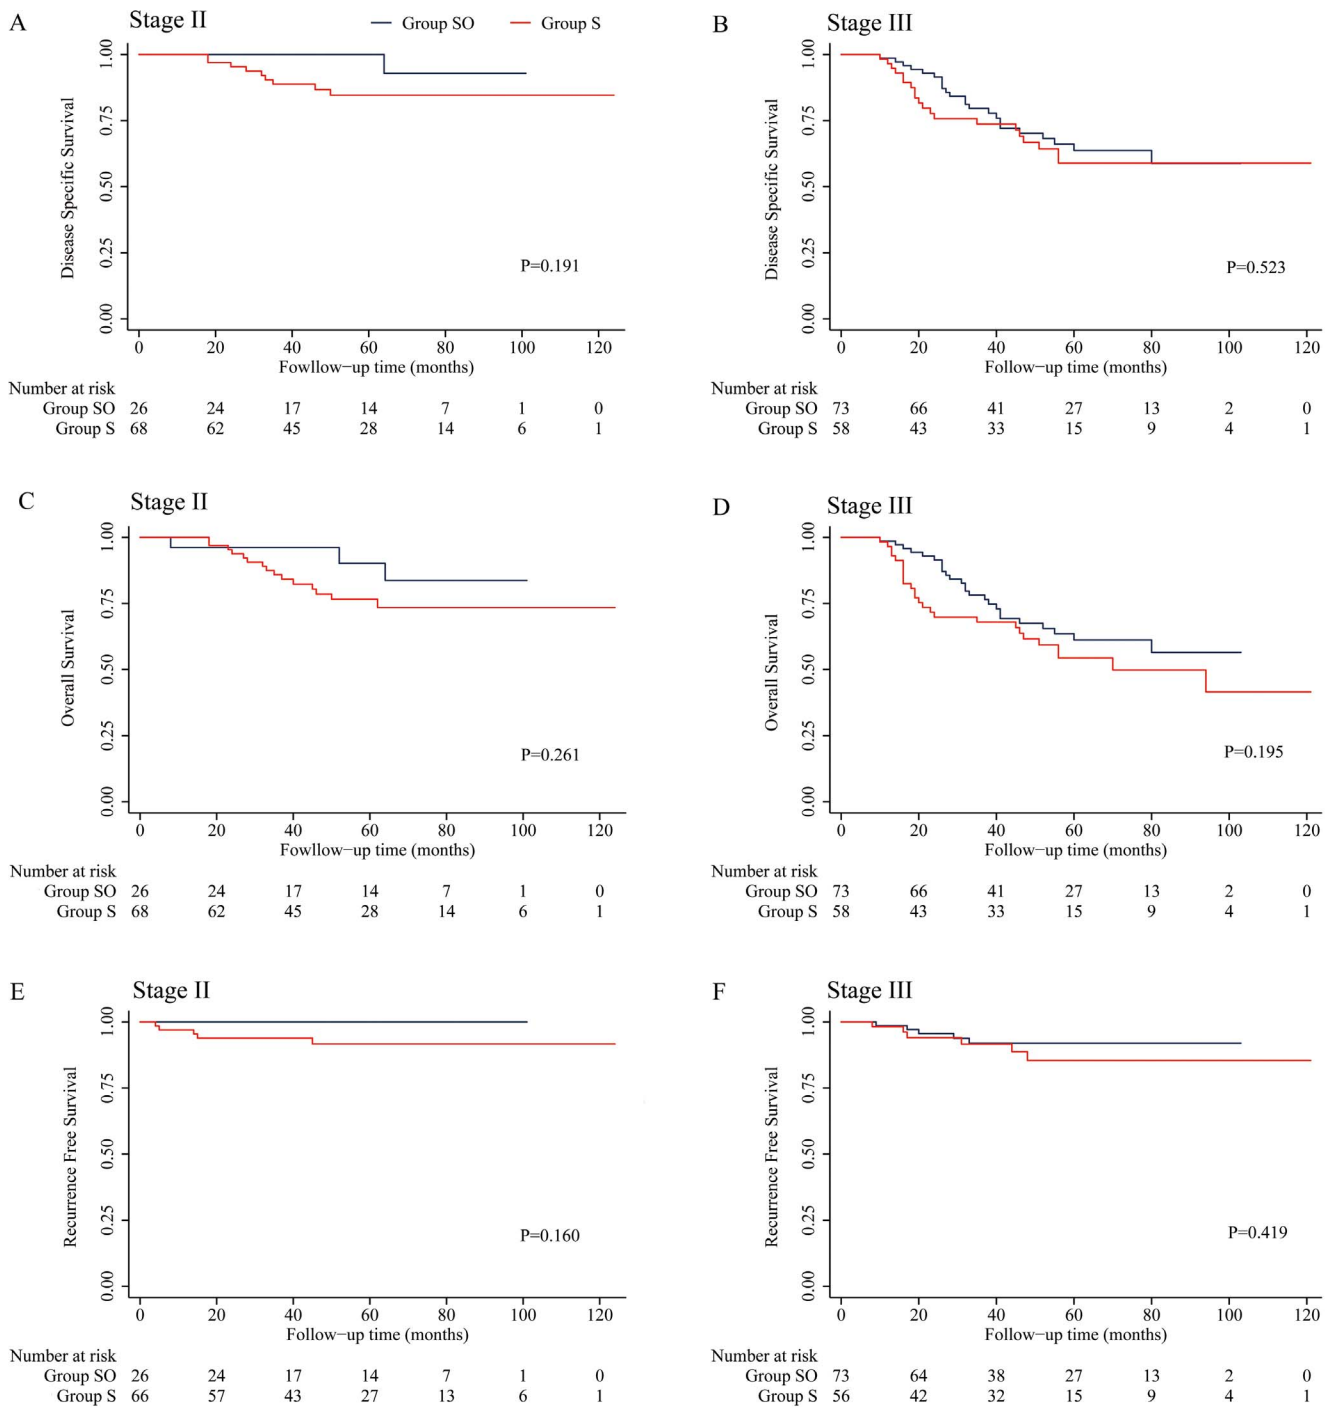 A
Stage II
Group SO
Group S
1.00
0.75
0.50
0.25
0.00
Disease Specific Survival
P=0.191
0 20 40 60 80 100 120
Fowllow−up time (months)
Number at risk
Group SO 26 24 17 14 7 1 0
Group S 68 62 45 28 14 6 1
B
Stage III
1.00
0.75
0.50
0.25
0.00
Disease Specific Survival
P=0.523
0 20 40 60 80 100 120
Follow−up time (months)
Number at risk
Group SO 73 66 41 27 13 2 0
Group S 58 43 33 15 9 4 1
C
Stage II
1.00
0.75
0.50
0.25
0.00
Overall Survival
P=0.261
0 20 40 60 80 100 120
Fowllow−up time (months)
Number at risk
Group SO 26 24 17 14 7 1 0
Group S 68 62 45 28 14 6 1
D
Stage III
1.00
0.75
0.50
0.25
0.00
Overall Survival
P=0.195
0 20 40 60 80 100 120
Follow−up time (months)
Number at risk
Group SO 73 66 41 27 13 2 0
Group S 58 43 33 15 9 4 1
E
Stage II
1.00
0.75
0.50
0.25
0.00
Recurrence Free Survival
P=0.160
0 20 40 60 80 100 120
Follow−up time (months)
Number at risk
Group SO 26 24 17 14 7 1 0
Group S 66 57 43 27 13 6 1
F
Stage III
1.00
0.75
0.50
0.25
0.00
Recurrence Free Survival
P=0.419
0 20 40 60 80 100 120
Follow−up time (months)
Number at risk
Group SO 73 64 38 27 13 2 0
Group S 56 42 32 15 9 4 1